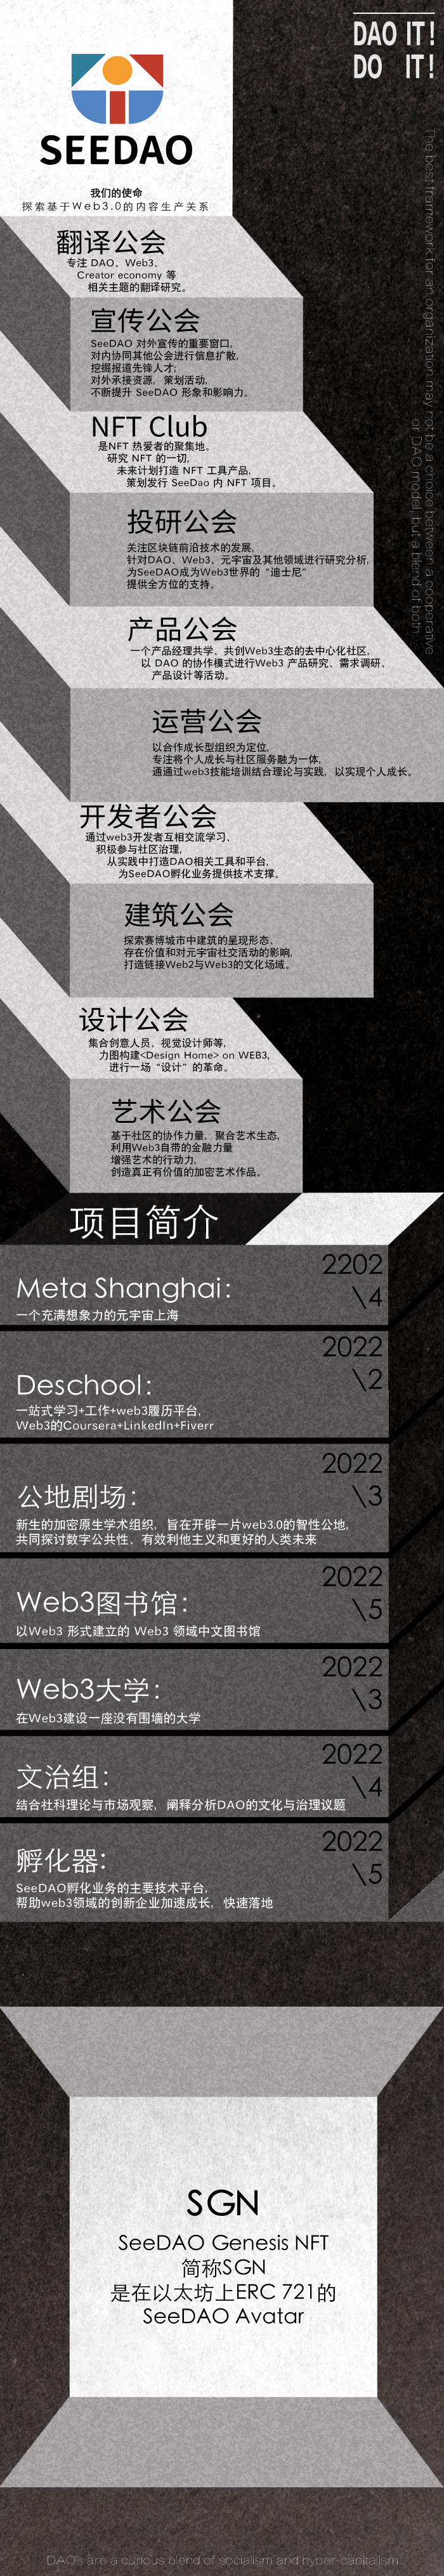 DAO IT!
DO IT!
SEEDAO
我们的使命
探索基于Web3.0的内容生产关系
The best framework for an organization may not be a choice between a cooperative
or DAO model, but a blend of both
翻译公会
专注 DAO、Web3、
Creator economy 等
相关主题的翻译研究。
宣传公会
SeeDAO 对外宣传的重要窗口,
对内协同其他公会进行信息扩散,
挖掘报道先锋人才;
对外承接资源, 策划活动,
不断提升 SeeDAO 形象和影响力。
NFT Club
是NFT 热爱者的聚集地。
研究 NFT 的一切,
未来计划打造 NFT 工具产品,
策划发行 SeeDao 内 NFT 项目。
投研公会
关注区块链前沿技术的发展,
针对DAO、Web3、元宇宙及其他领域进行研究分析,
为SeeDAO成为Web3世界的“迪士尼”
提供全方位的支持。
产品公会
一个产品经理共学、共创Web3生态的去中心化社区,
以 DAO 的协作模式进行Web3 产品研究、需求调研、
产品设计等活动。
运营公会
以合作成长型组织为定位,
专注将个人成长与社区服务融为一体,
通通过web3技能培训结合理论与实践, 以实现个人成长。
开发者公会
通过web3开发者互相交流学习、
积极参与社区治理,
从实践中打造DAO相关工具和平台,
为SeeDAO孵化业务提供技术支撑。
建筑公会
探索赛博城市中建筑的呈现形态、
存在价值和对元宇宙社交活动的影响,
打造链接Web2与Web3的文化场域。
设计公会
集合创意人员、视觉设计师等,
力图构建<Design Home> on WEB3,
进行一场“设计”的革命。
艺术公会
基于社区的协作力量, 聚合艺术生态,
利用Web3自带的金融力量
增强艺术的行动力,
创造真正有价值的加密艺术作品。
项目简介
2202
\4
Meta Shanghai:
一个充满想象力的元宇宙上海
2022
\2
Deschool:
一站式学习+工作+web3履历平台,
Web3的Coursera+LinkedIn+Fiverr
2022
\3
公地剧场:
新生的加密原生学术组织, 旨在开辟一片web3.0的智性公地,
共同探讨数字公共性、有效利他主义和更好的人类未来
2022
\5
Web3图书馆:
以Web3 形式建立的 Web3 领域中文图书馆
2022
\3
Web3大学:
在Web3建设一座没有围墙的大学
2022
\4
文治组:
结合社科理论与市场观察, 阐释分析DAO的文化与治理议题
2022
\5
孵化器:
SeeDAO孵化业务的主要技术平台,
帮助web3领域的创新企业加速成长, 快速落地
SGN
SeeDAO Genesis NFT
简称SGN
是在以太坊上ERC 721的
SeeDAO Avatar
DAOs are a curious blend of socialism and hyper-capitalism